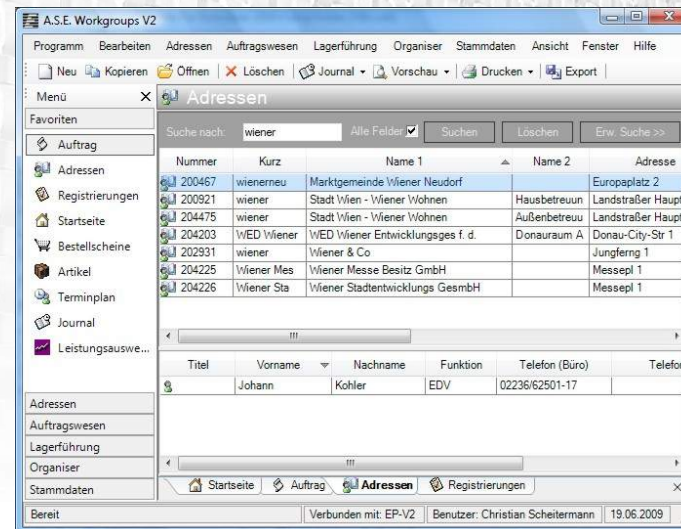 A.S.E. Workgroups V2
Programm Bearbeiten Adressen Auftragswesen Lagerführung Organiser Stammdaten Ansicht Fenster Hilfe
Neu Kopieren Öffnen Löschen Journal Vorschau Drucken Export
Menü X
Adressen
Favoriten
Auftrag
Adressen
Registrierungen
Startseite
Bestellscheine
Artikel
Terminplan
Journal
Leistungsauswe...
Adressen
Auftragswesen
Lagerführung
Organiser
Stammdaten
Suche nach: wiener Alle Felder Suchen Löschen Erw. Suche >>
Nummer Kurz Name 1 Name 2 Adresse
200467 wienerneu Marktgemeinde Wiener Neudorf Europaplatz 2
200921 wiener Stadt Wien - Wiener Wohnen Hausbetreuun Landstraßer Haupt
204475 wiener Stadt Wien - Wiener Wohnen Außenbetreuu Landstraßer Haupt
204203 WED Wiener WED Wiener Entwicklungsges f. d. Donauraum A Donau-City-Str 1
202931 wiener Wiener & Co Jungferng 1
204225 Wiener Mes Wiener Messe Besitz GmbH Messepl 1
204226 Wiener Sta Wiener Stadtentwicklungs GesmbH Messepl 1
Titel Vorname Nachname Funktion Telefon (Büro) Telefo
Johann Kohler EDV 02236/62501-17
Startseite Auftrag Adressen Registrierungen X
Bereit Verbunden mit: EP-V2 Benutzer: Christian Scheitermann 19.06.2009